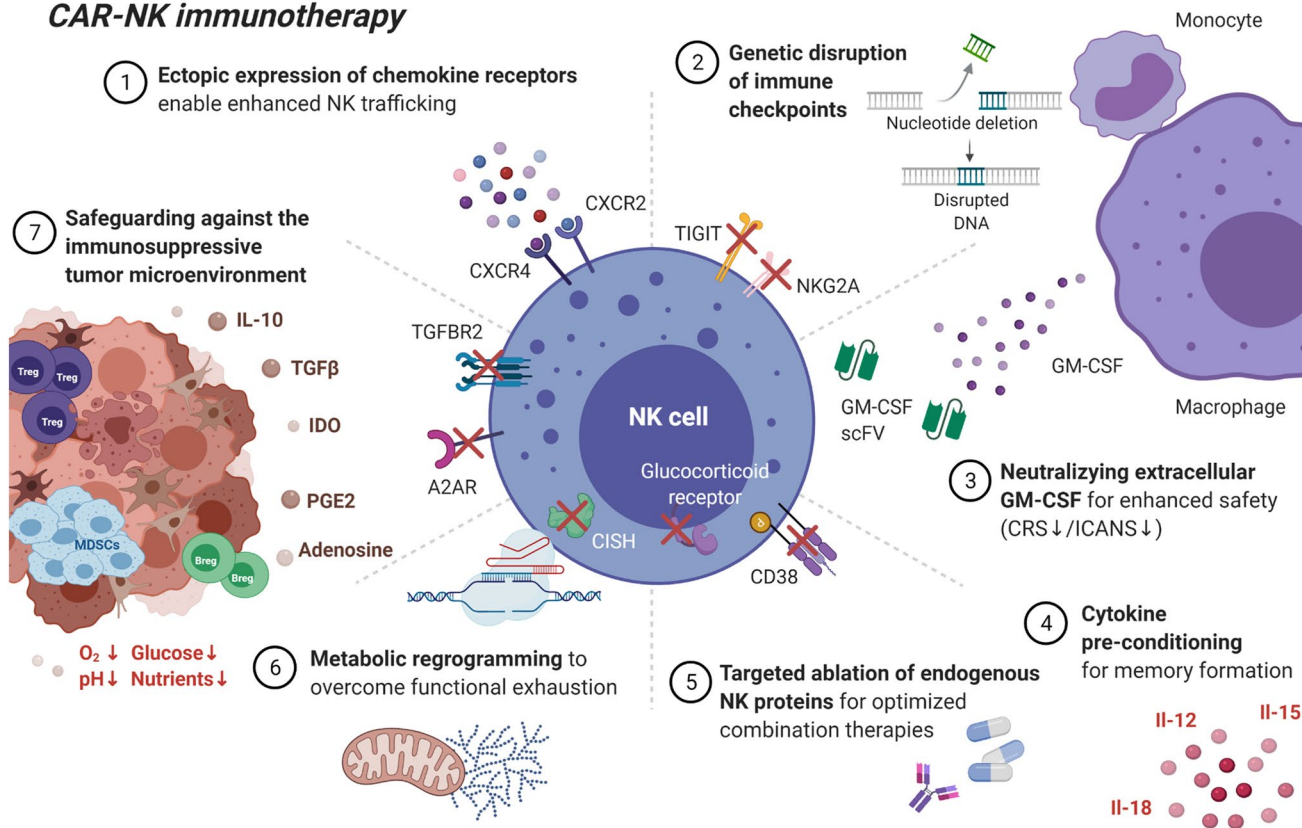 CAR-NK immunotherapy
1
Ectopic expression of chemokine receptors
enable enhanced NK trafficking
2
Genetic disruption
of immune
checkpoints
Nucleotide deletion
Disrupted
DNA
Monocyte
Macrophage
GM-CSF
GM-CSF
scFV
3
Neutralizying extracellular
GM-CSF for enhanced safety
(CRS↓/ICANS↓)
4
Cytokine
pre-conditioning
for memory formation
Il-12
Il-15
Il-18
5
Targeted ablation of endogenous
NK proteins for optimized
combination therapies
6
Metabolic regrogramming to
overcome functional exhaustion
7
Safeguarding against the
immunosuppressive
tumor microenvironment
IL-10
TGFβ
IDO
PGE2
Adenosine
Treg
Treg
Treg
MDSCs
Breg
Breg
O₂ ↓ Glucose↓
pH↓ Nutrients↓
CXCR2
CXCR4
TIGIT
NKG2A
TGFBR2
A2AR
NK cell
Glucocorticoid
receptor
CISH
P
CD38